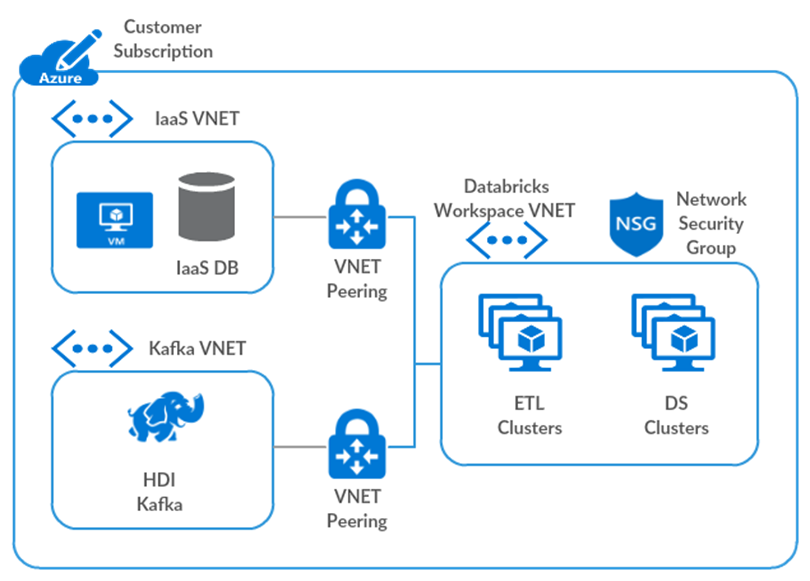 Customer
Subscription
Azure
IaaS VNET
VM
IaaS DB
VNET
Peering
Databricks
Workspace VNET
NSG
Network
Security
Group
Kafka VNET
HDI
Kafka
VNET
Peering
ETL
Clusters
DS
Clusters